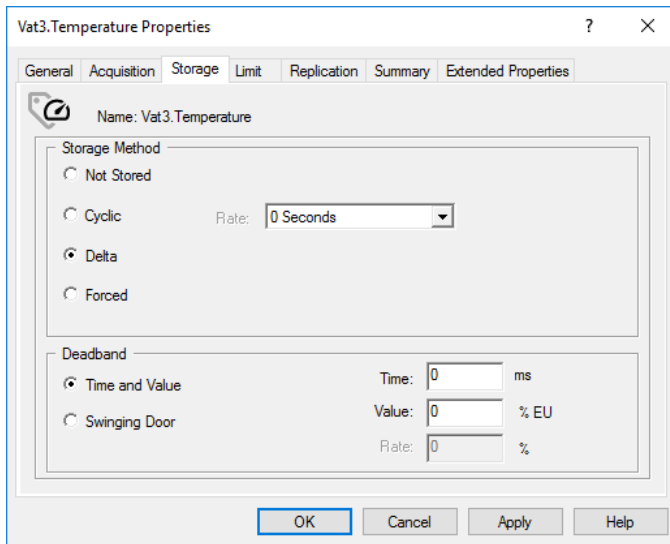 Vat3.Temperature Properties ?
General Acquisition Storage Limit Replication Summary Extended Properties
Name: Vat3.Temperature
Storage Method
Not Stored
Cyclic Rate: 0 Seconds
Delta
Forced
Deadband
Time and Value Time: 0 ms
Swinging Door Value: 0 % EU
Rate: 0 %
OK Cancel Apply Help